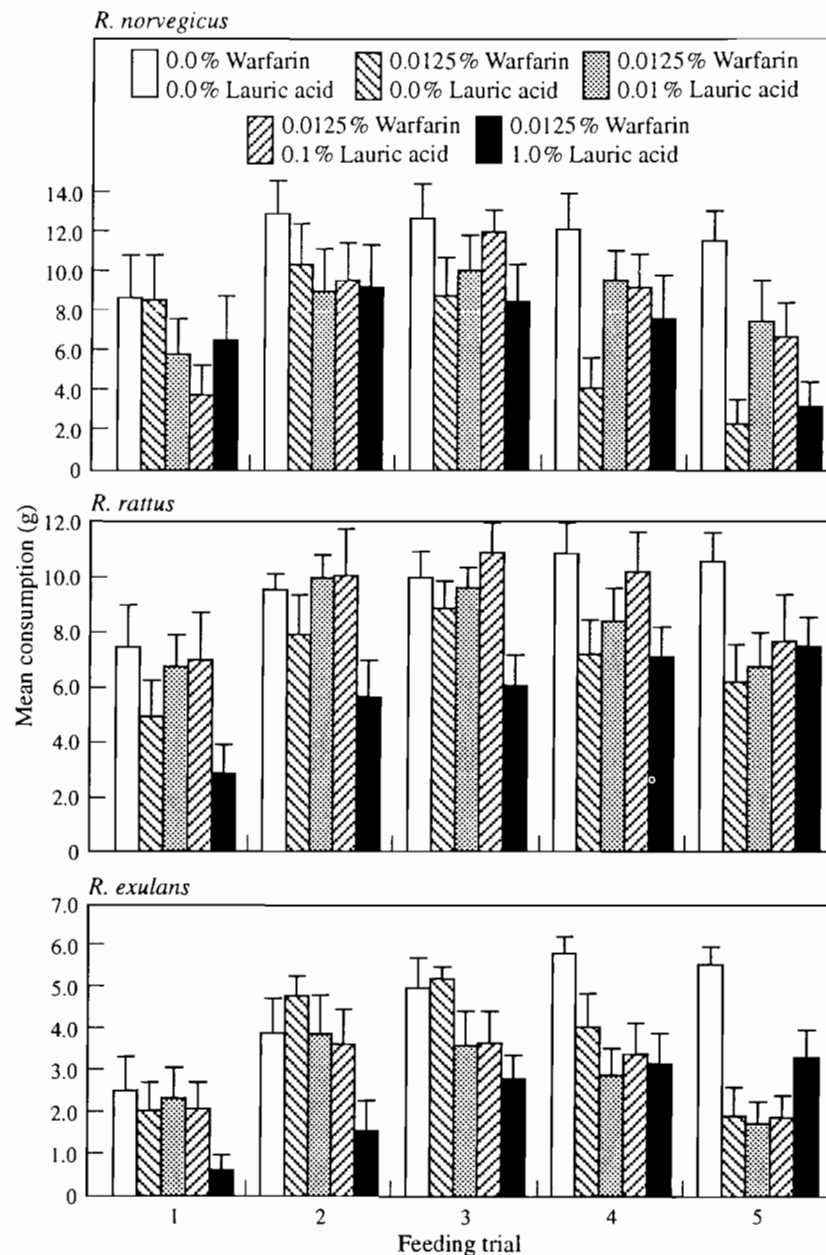 R. norvegicus
0.0% Warfarin
0.0% Lauric acid
0.0125% Warfarin
0.0% Lauric acid
0.0125% Warfarin
0.01% Lauric acid
0.0125% Warfarin
0.1% Lauric acid
0.0125% Warfarin
1.0% Lauric acid
14.0
12.0
10.0
8.0
6.0
4.0
2.0
0
R. rattus
Mean consumption (g)
12.0
10.0
8.0
6.0
4.0
2.0
0
R. exulans
7.0
6.0
5.0
4.0
3.0
2.0
1.0
0
1 2 3 4 5
Feeding trial